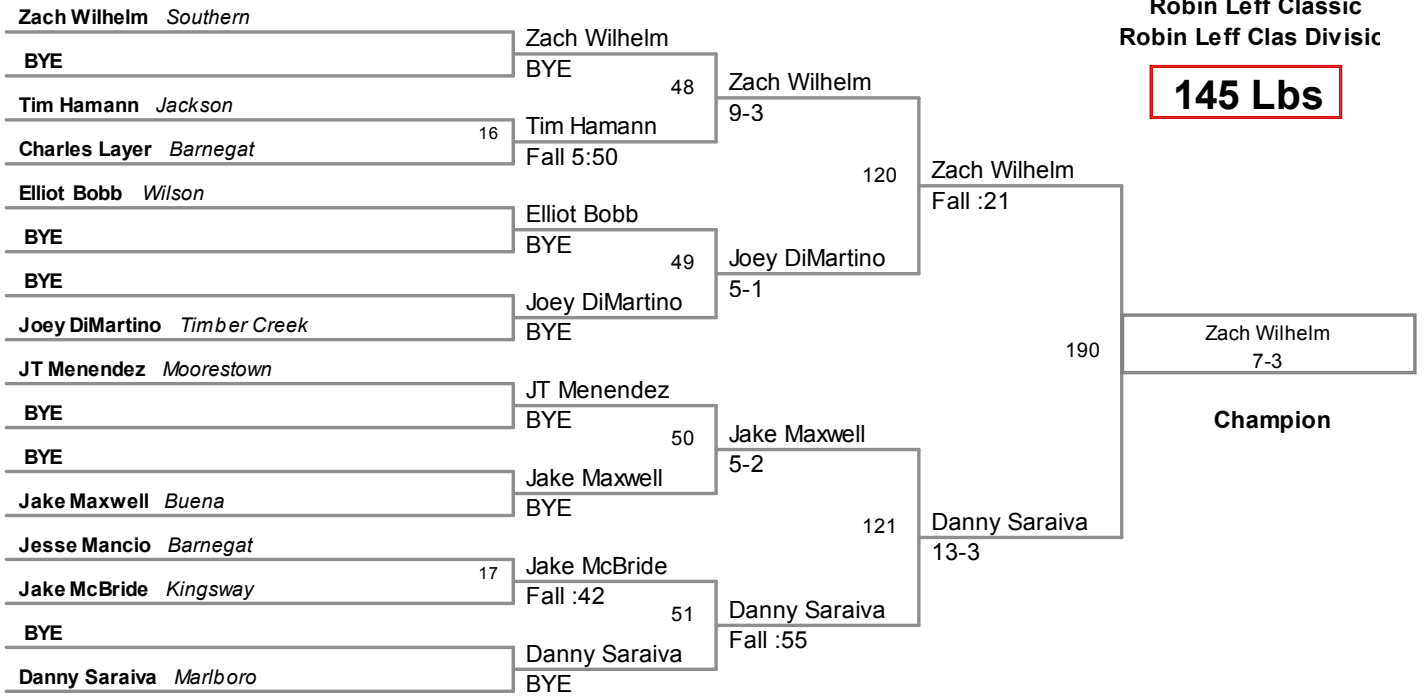 Robin Leff Classic
Robin Leff Clas Divisic
145 Lbs
Zach Wilhelm Southern
BYE
Tim Hamann Jackson
16
Charles Layer Barnegat
Elliot Bobb Wilson
BYE
BYE
Joey DiMartino Timber Creek
JT Menendez Moorestown
BYE
BYE
Jake Maxwell Buena
Jesse Mancio Barnegat
17
Jake McBride Kingsway
BYE
Danny Saraiva Marlboro
Zach Wilhelm
BYE
48
Tim Hamann
Fall 5:50
Elliot Bobb
BYE
49
Joey DiMartino
BYE
JT Menendez
BYE
50
Jake Maxwell
BYE
Jake McBride
Fall :42
51
Danny Saraiva
BYE
Zach Wilhelm
9-3
120
Joey DiMartino
5-1
Jake Maxwell
5-2
121
Danny Saraiva
Fall :55
Zach Wilhelm
Fall :21
190
Danny Saraiva
13-3
Zach Wilhelm
7-3
Champion